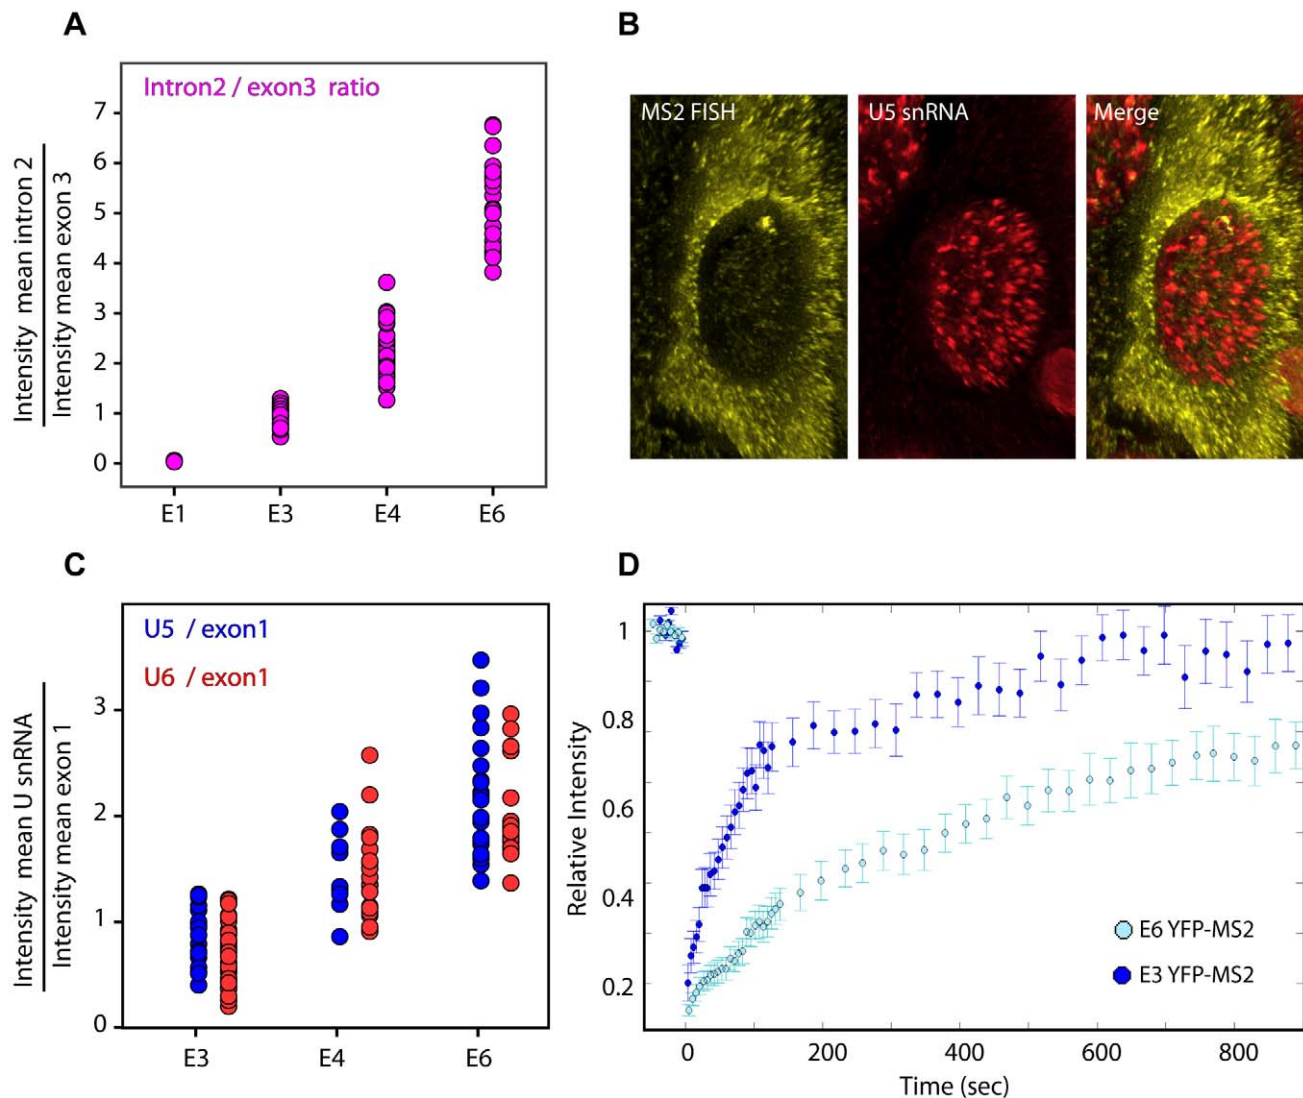 A
Intron2 / exon3 ratio
Intensity mean intron 2
Intensity mean exon 3
7
6
5
4
3
2
1
0
E1 E3 E4 E6
B
MS2 FISH U5 snRNA Merge
C
U5 / exon1
U6 / exon1
Intensity mean U snRNA
Intensity mean exon 1
3
2
1
0
E3 E4 E6
D
Relative Intensity
1
0.8
0.6
0.4
0.2
E6 YFP-MS2
E3 YFP-MS2
0 200 400 600 800
Time (sec)